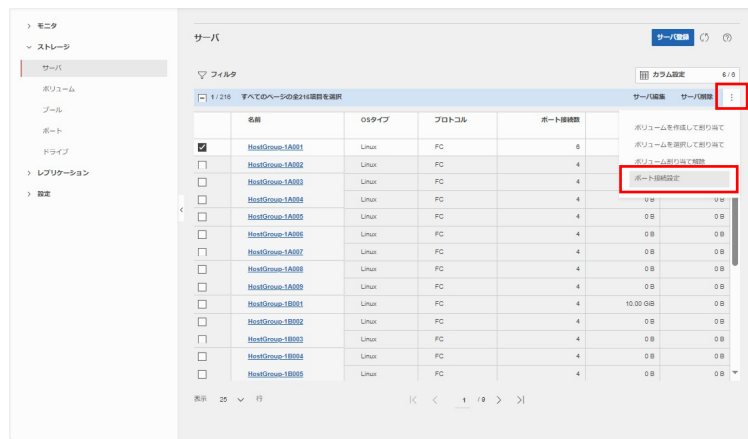 モニタ
ストレージ
サーバ
ボリューム
プール
ポート
ドライブ
レプリケーション
設定
サーバ
サーバ登録
フィルタ
カラム設定 6 / 6
1 / 216 すべてのページの全216項目を選択 サーバ編集 サーバ削除
名前 OSタイプ プロトコル ポート接続数
ボリュームを作成して割り当て
ボリュームを選択して割り当て
ボリューム割り当て解除
ポート接続設定
HostGroup-1A001 Linux FC 6
HostGroup-1A002 Linux FC 4
HostGroup-1A003 Linux FC 4
HostGroup-1A004 Linux FC 4 0 B 0 B
HostGroup-1A005 Linux FC 4 0 B 0 B
HostGroup-1A006 Linux FC 4 0 B 0 B
HostGroup-1A007 Linux FC 4 0 B 0 B
HostGroup-1A008 Linux FC 4 0 B 0 B
HostGroup-1A009 Linux FC 4 0 B 0 B
HostGroup-1B001 Linux FC 4 10.00 GiB 0 B
HostGroup-1B002 Linux FC 4 0 B 0 B
HostGroup-1B003 Linux FC 4 0 B 0 B
HostGroup-1B004 Linux FC 4 0 B 0 B
HostGroup-1B005 Linux FC 4 0 B 0 B
表示 25 行 1 / 9